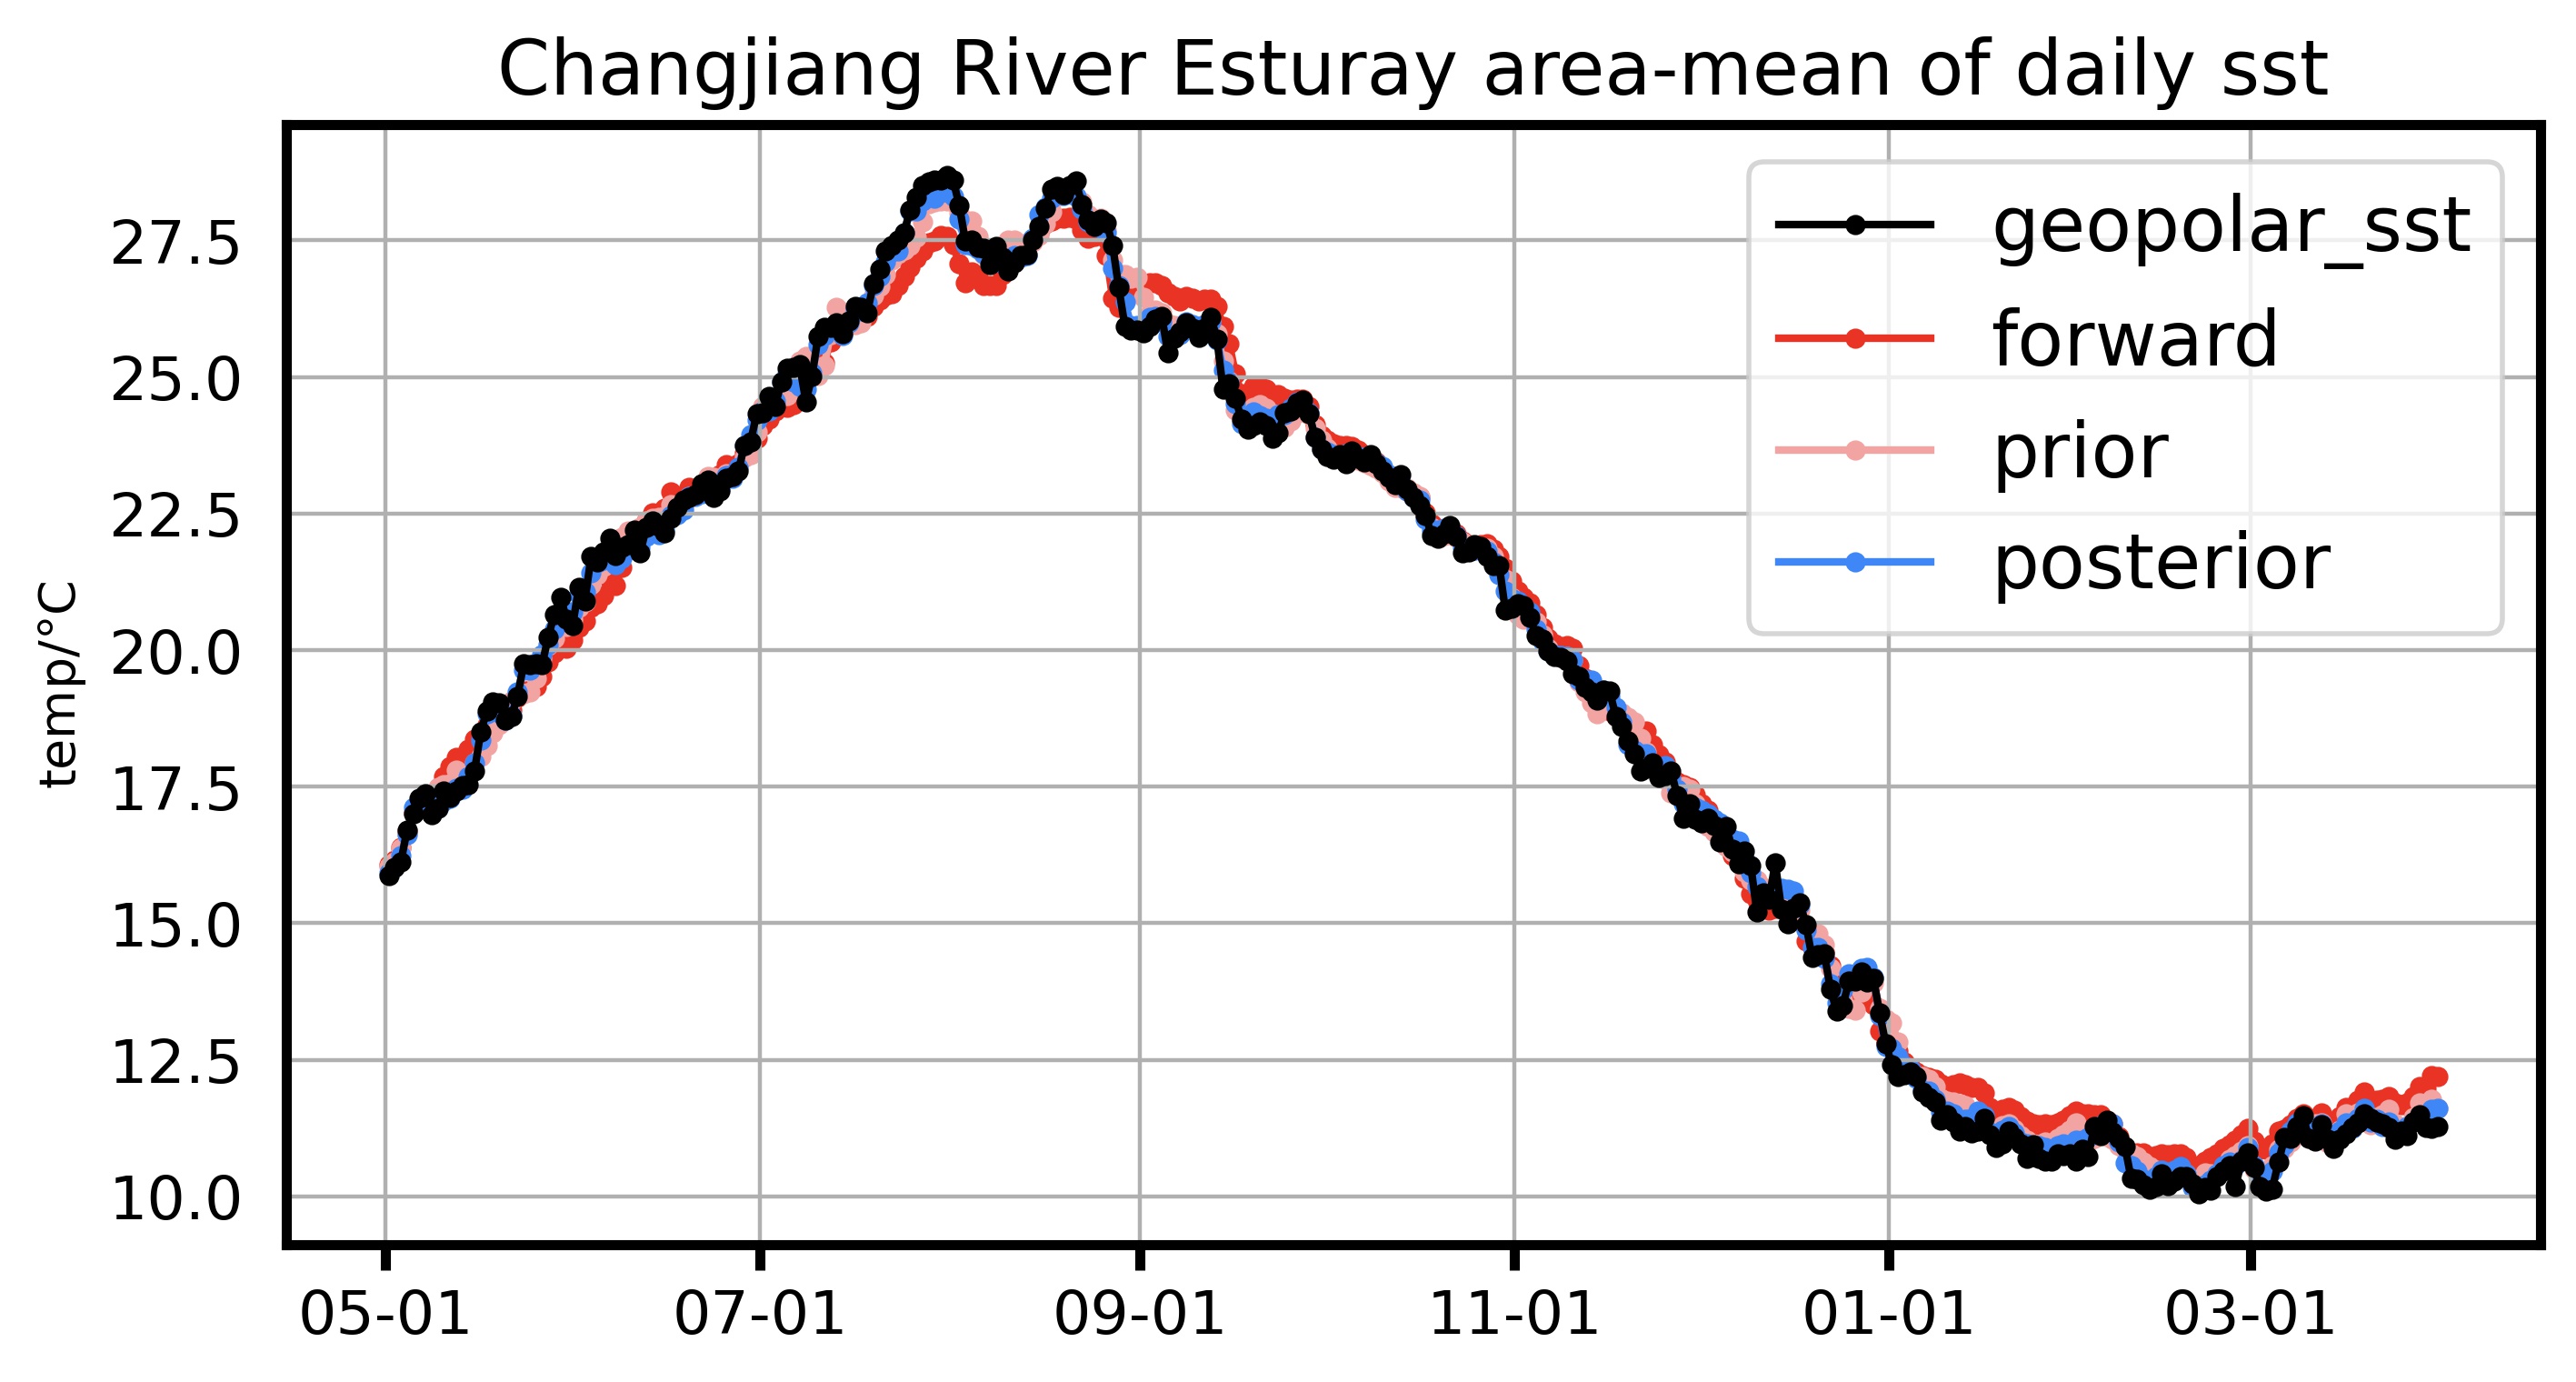 Changjiang River Esturay area-mean of daily sst
geopolar_sst
forward
prior
posterior
temp/°C
27.5
25.0
22.5
20.0
17.5
15.0
12.5
10.0
05-01
07-01
09-01
11-01
01-01
03-01